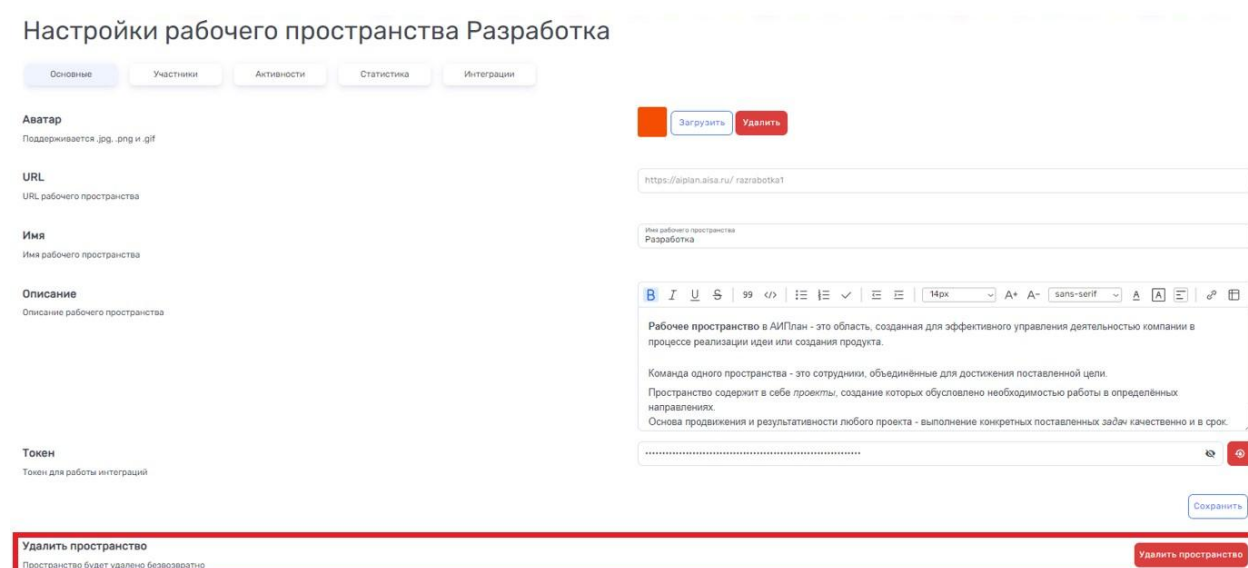 Настройки рабочего пространства Разработка
Основные Участники Активности Статистика Интеграции
Аватар
Поддерживается .jpg, .png и .gif
Загрузить Удалить
URL
URL рабочего пространства
https://aiplan.aisa.ru/ razrabotka1
Имя
Имя рабочего пространства
Имя рабочего пространства
Разработка
Описание
Описание рабочего пространства
B I U S 99 </> 14px A+ A- sans-serif A A
Рабочее пространство в АИПлан - это область, созданная для эффективного управления деятельностью компании в
процессе реализации идеи или создания продукта.
Команда одного пространства - это сотрудники, объединённые для достижения поставленной цели.
Пространство содержит в себе проекты, создание которых обусловлено необходимостью работы в определённых
направлениях.
Основа продвижения и результативности любого проекта - выполнение конкретных поставленных задач качественно и в срок.
Токен
Токен для работы интеграций
Сохранить
Удалить пространство
Пространство будет удалено безвозвратно
Удалить пространство